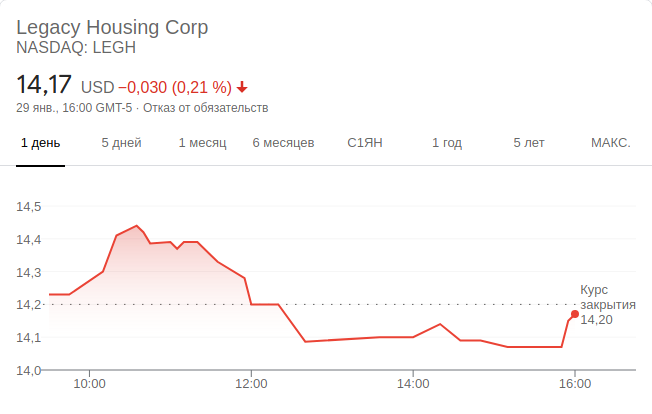 Legacy Housing Corp
NASDAQ: LEGH
14,17 USD −0,030 (0,21 %)
29 янв., 16:00 GMT-5 · Отказ от обязательств
1 день 5 дней 1 месяц 6 месяцев С1ЯН 1 год 5 лет МАКС.
14,5
14,4
14,3
14,2
14,1
14,0
Курс
закрытия
14,20
10:00 12:00 14:00 16:00